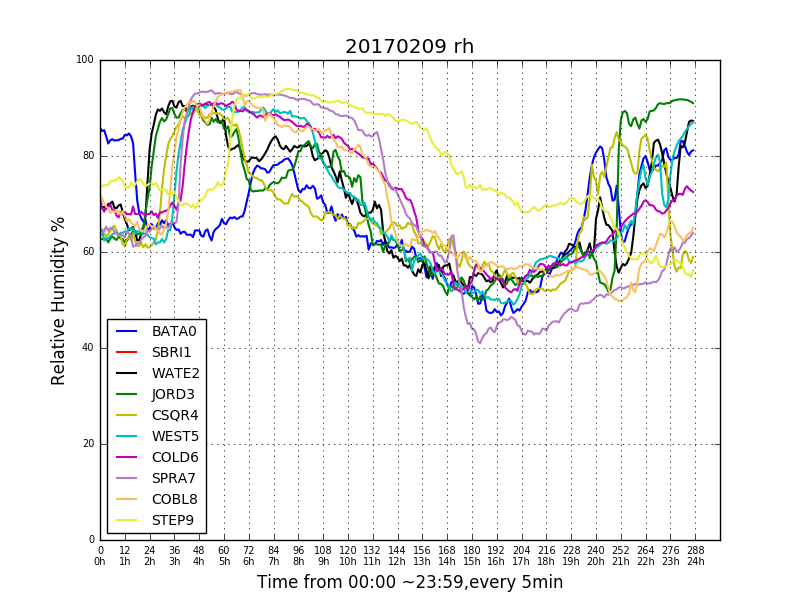 20170209 rh
100
80
60
40
20
0
Relative Humidity %
BATA0
SBRI1
WATE2
JORD3
CSQR4
WEST5
COLD6
SPRA7
COBL8
STEP9
0 12 24 36 48 60 72 84 96 108 120 132 144 156 168 180 192 204 216 228 240 252 264 276 288
0h 1h 2h 3h 4h 5h 6h 7h 8h 9h 10h 11h 12h 13h 14h 15h 16h 17h 18h 19h 20h 21h 22h 23h 24h
Time from 00:00 ~23:59,every 5min